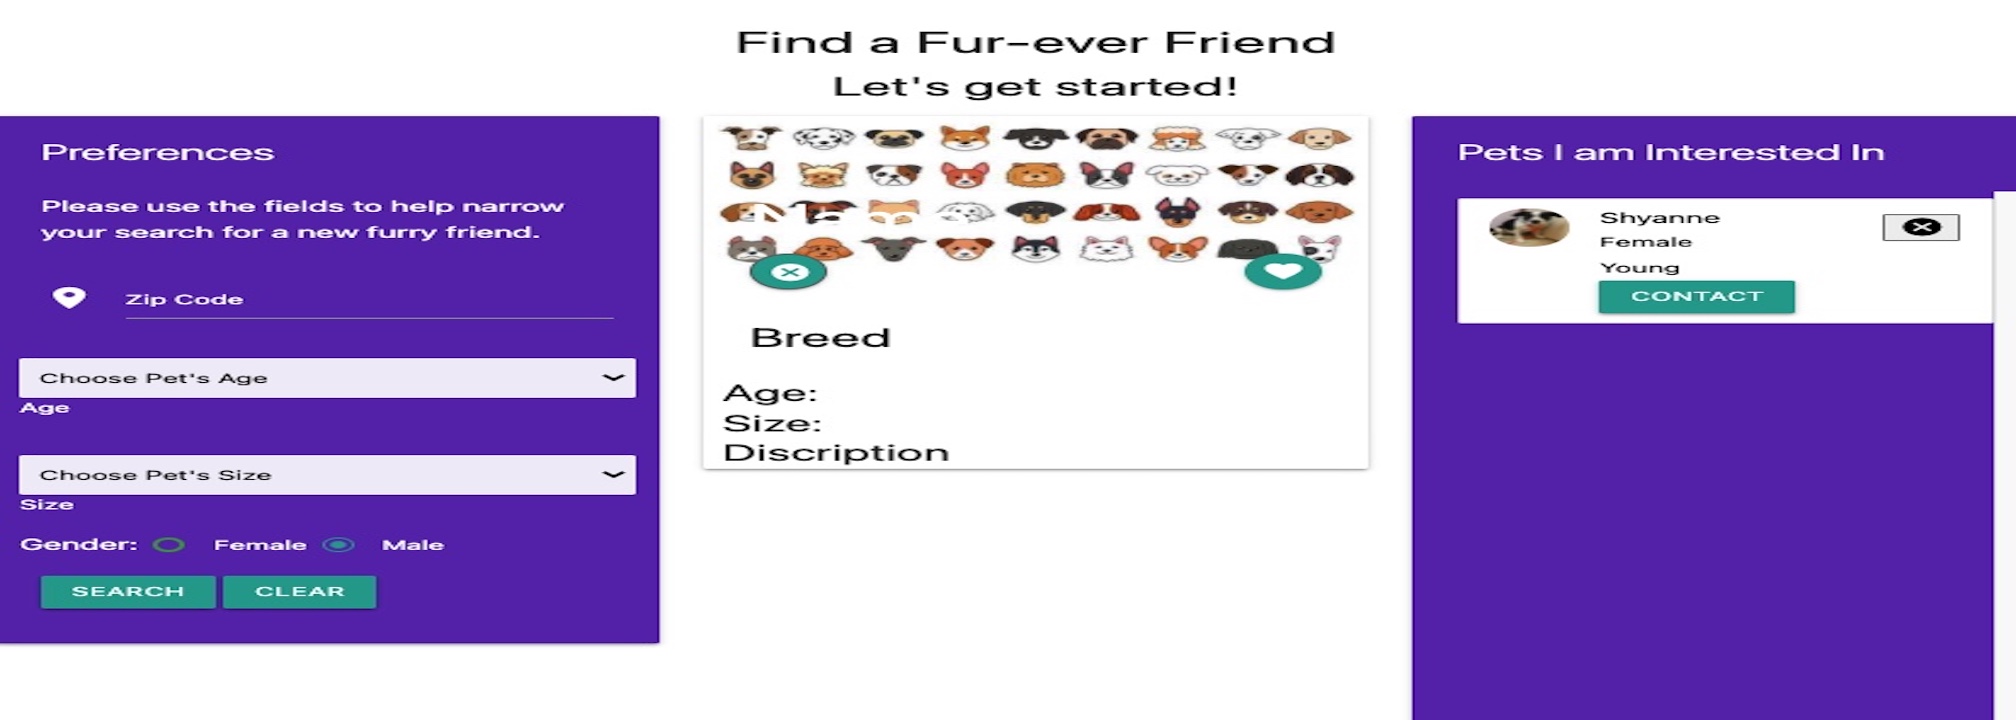 Find a Fur-ever Friend
Let's get started!
Preferences
Please use the fields to help narrow
your search for a new furry friend.
Zip Code
Choose Pet's Age
Age
Choose Pet's Size
Size
Gender: Female Male
SEARCH CLEAR
Breed
Age:
Size:
Discription
Pets I am Interested In
Shyanne
Female
Young
CONTACT